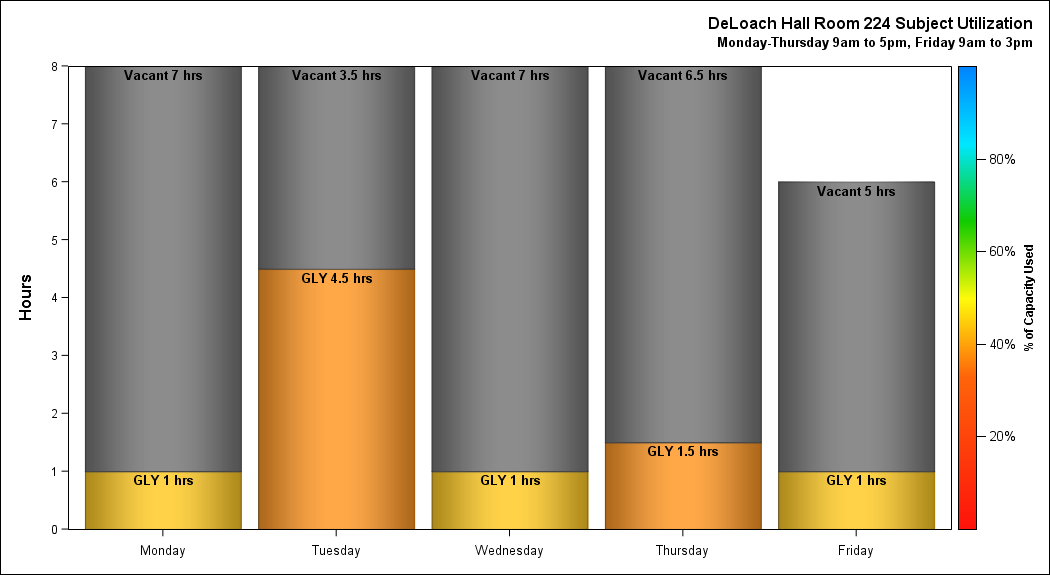 DeLoach Hall Room 224 Subject Utilization
Monday-Thursday 9am to 5pm, Friday 9am to 3pm
8
7
6
5
4
3
2
1
0
Hours
Vacant 7 hrs
Vacant 3.5 hrs
Vacant 7 hrs
Vacant 6.5 hrs
Vacant 5 hrs
GLY 1 hrs
GLY 4.5 hrs
GLY 1 hrs
GLY 1.5 hrs
GLY 1 hrs
Monday
Tuesday
Wednesday
Thursday
Friday
80%
60%
40%
20%
% of Capacity Used